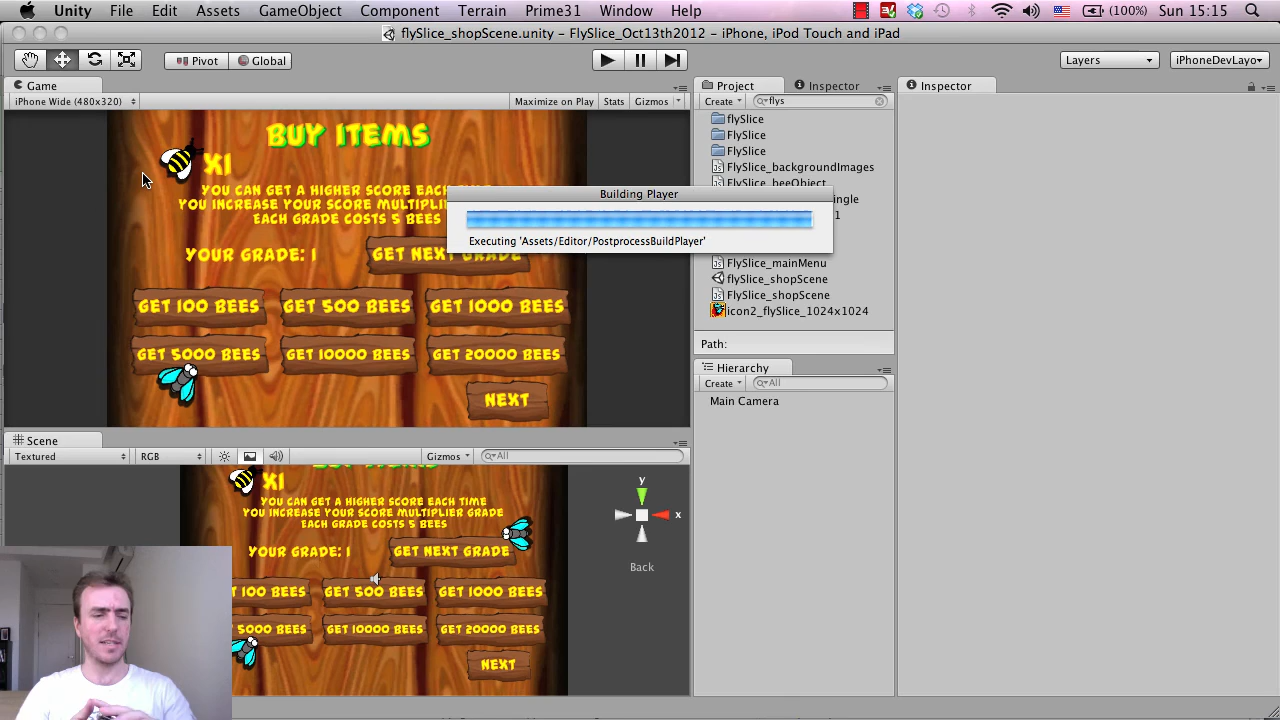 Unity File Edit Assets GameObject Component Terrain Prime31 Window Help (100%) Sun 15:15
flySlice_shopScene.unity - FlySlice_Oct13th2012 - iPhone, iPod Touch and iPad
Pivot Global Layers iPhoneDevLayo
Game
iPhone Wide (480x320) Maximize on Play Stats Gizmos
BUY ITEMS
X1
YOU CAN GET A HIGHER SCORE EACH
YOU INCREASE YOUR SCORE MULTIPLIER
EACH GRADE COSTS 5 BEES
YOUR GRADE: 1
GET NEXT GRADE
GET 100 BEES GET 500 BEES GET 1000 BEES
GET 5000 BEES GET 10000 BEES GET 20000 BEES
NEXT
Building Player
Executing 'Assets/Editor/PostprocessBuildPlayer'
Project Inspector
Create flys
flySlice
FlySlice
FlySlice
FlySlice_backgroundImages
FlySlice_beeObject
ingle
1
FlySlice_mainMenu
flySlice_shopScene
FlySlice_shopScene
icon2_flySlice_1024x1024
Path:
Hierarchy
Create All
Main Camera
Inspector
Scene
Textured RGB Gizmos All
X1
YOU CAN GET A HIGHER SCORE EACH TIME
YOU INCREASE YOUR SCORE MULTIPLIER GRADE
EACH GRADE COSTS 5 BEES
YOUR GRADE: 1
GET NEXT GRADE
T 100 BEES GET 500 BEES GET 1000 BEES
5000 BEES GET 10000 BEES GET 20000 BEES
NEXT
y
x
Back